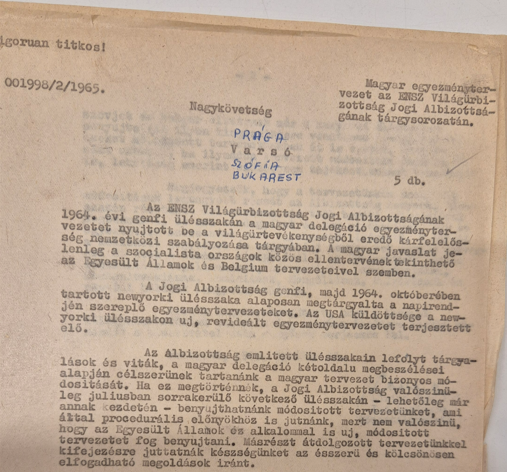 igoruan titkos!
001998/2/1965.
Magyar egyezményter-
vezet az ENSZ Világürbi-
zottság Jogi Albizottsá-
gának tárgysorozatán.
Nagykövetség
PRÁGA
Varsó
SZÓFIA
BUKAREST
5 db.
Az ENSZ Világürbizottság Jogi Albizottságának
1964. évi genfi ülésszakán a magyar delegáció egyezményter-
vezetet nyujtott be a világürtevékenységből eredő kárfelelős-
ség nemzetközi szabályozása tárgyában. A magyar javaslat je-
lenleg a szocialista országok közös ellentervének tekinthető
az Egyesült Államok és Belgium tervezeteivel szemben.
A Jogi Albizottság genfi, majd 1964. októberében
tartott newyorki ülésszaka alaposan megtárgyalta a napirend-
jén szereplő egyezménytervezeteket. Az USA küldöttsége a new-
yorki ülésszakon uj, revideált egyezménytervezetet terjesztett
elő.
Az Albizottság említett ülésszakain lefolyt tárgya-
lások és viták, a magyar delegáció kétoldalu megbeszélései
alapján célszerünek tartanánk a magyar tervezet bizonyos mó-
dositását. Ha ez megtörténnék, a Jogi Albizottság valószinü-
leg juliusban sorrakerülő következő ülésszakán - lehetőleg már
annak kezdetén - benyujthatnánk módositott tervezetünket, ami
által procedurális előnyökhöz is jutnánk, mert nem valószinü,
hogy az Egyesült Államok ez alkalommal is uj, módositott
tervezetet fog benyujtani. Másrészt átdolgozott tervezetünkkel
kifejezésre juttatnák készségünket az ésszerü és kölcsönösen
elfogadható megoldások iránt.